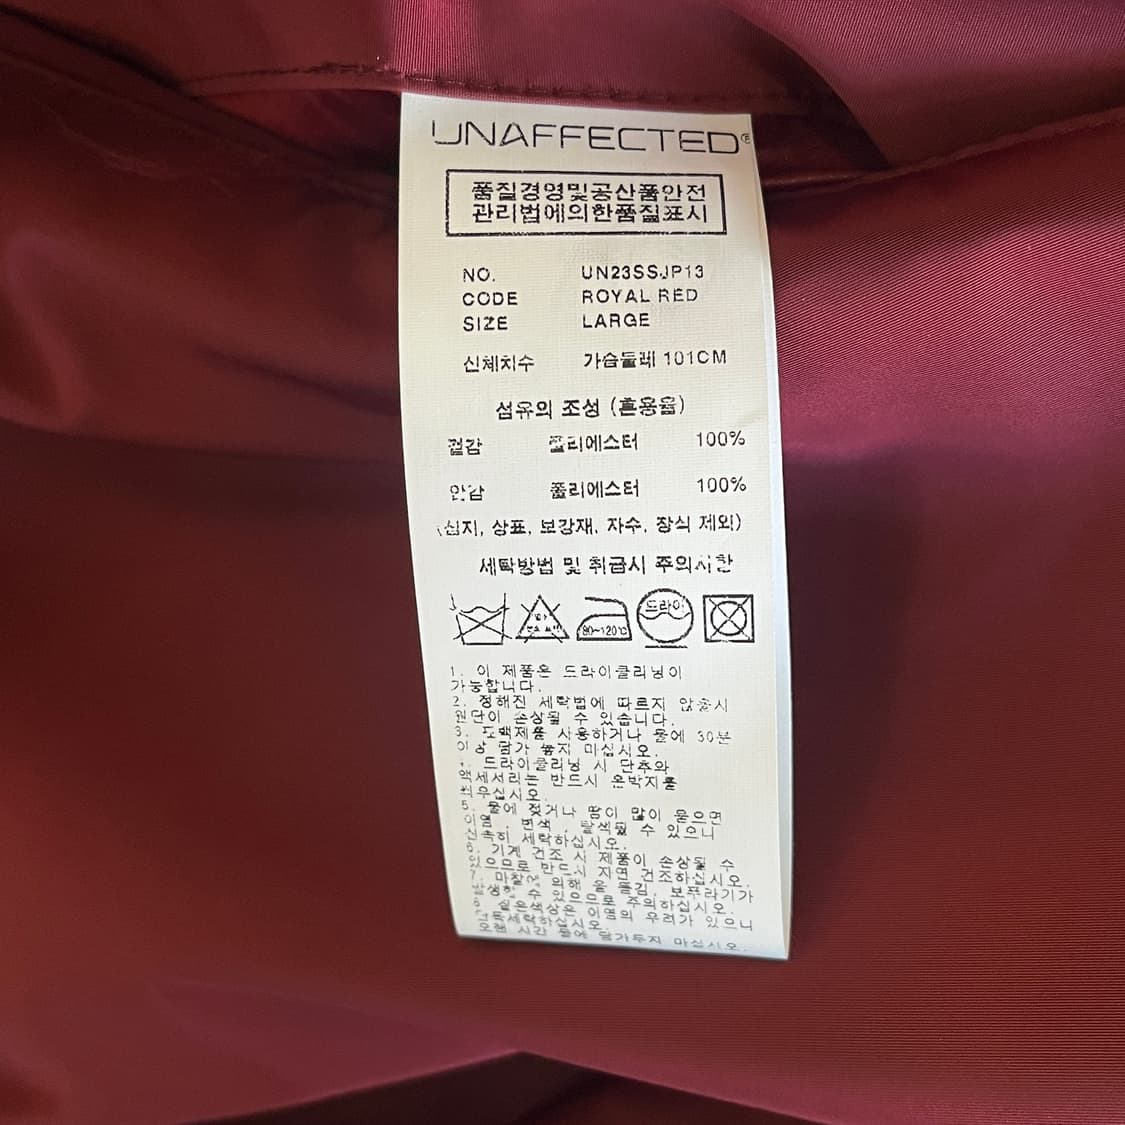 UNAFFECTED®
품질경영및공산품안전
관리법에의한품질표시
NO. UN23SSJP13
CODE ROYAL RED
SIZE LARGE
신체치수 가슴둘레 101CM
섬유의 조성 (혼용율)
겉감 폴리에스터 100%
안감 폴리에스터 100%
(심지, 상표, 보강재, 자수, 장식 제외)
세탁방법 및 취급시 주의사항
80~120℃ 드라이
1. 이 제품은 드라이클리닝이
가능합니다.
2. 정해진 세탁법에 따르지 않을시
원단이 손상될 수 있습니다.
3. 표백제를 사용하거나 물에 30분
이상 담가 놓지 마십시오.
드라이클리닝 시 단추와
액세서리는 반드시 은박지를
씌우십시오.
5. 물에 젖거나 땀이 많이 묻으면
이염, 변색, 탈색될 수 있으니
신속히 세탁하십시오.
6. 기계 건조 시 제품이 손상될 수
있으므로 반드시 자연 건조하십시오.
7. 마찰에 의해 올 뜯김, 보푸라기가
발생할 수 있으므로 주의하십시오.
짙은색상은 이염의 우려가 있으니
세탁하십시오.
오랜 시간 물에 담가두지 마십시오.